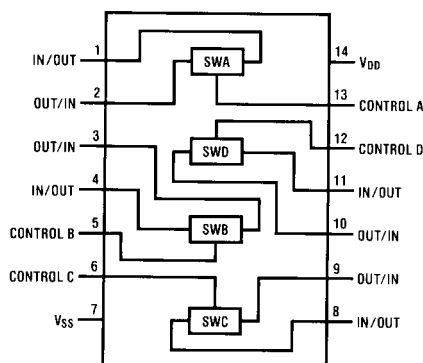 1
IN/OUT
SWA
14
VDD
2
OUT/IN
13
CONTROL A
3
OUT/IN
12
CONTROL D
SWD
4
IN/OUT
11
IN/OUT
5
CONTROL B
SWB
10
OUT/IN
6
CONTROL C
9
OUT/IN
7
VSS
SWC
8
IN/OUT